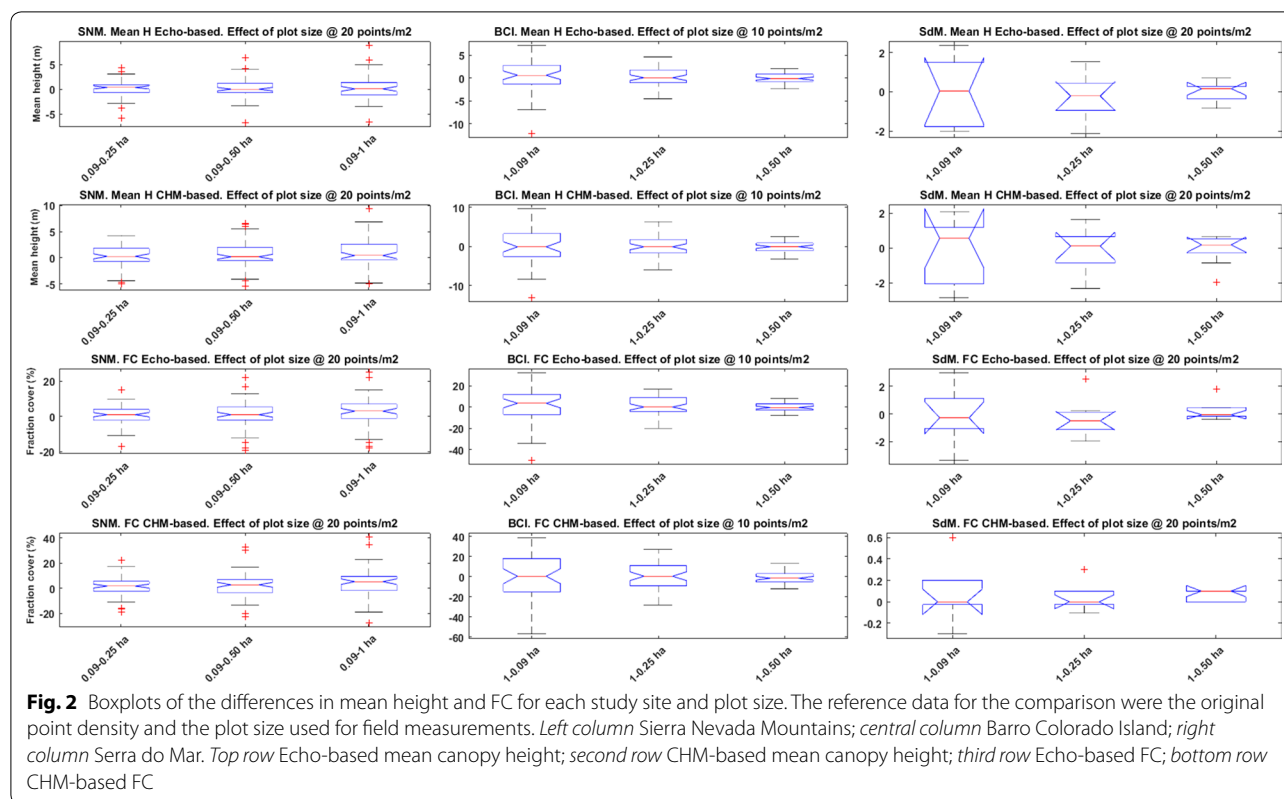 SNM. Mean H Echo-based. Effect of plot size @ 20 points/m2
Mean height (m)
5
0
-5
0.09-0.25 ha
0.09-0.50 ha
0.09-1 ha
BCI. Mean H Echo-based. Effect of plot size @ 10 points/m2
5
0
-5
-10
1-0.09 ha
1-0.25 ha
1-0.50 ha
SdM. Mean H Echo-based. Effect of plot size @ 20 points/m2
2
0
-2
1-0.09 ha
1-0.25 ha
1-0.50 ha
SNM. Mean H CHM-based. Effect of plot size @ 20 points/m2
Mean height (m)
10
5
0
-5
0.09-0.25 ha
0.09-0.50 ha
0.09-1 ha
BCI. Mean H CHM-based. Effect of plot size @ 10 points/m2
10
0
-10
1-0.09 ha
1-0.25 ha
1-0.50 ha
SdM. Mean H CHM-based. Effect of plot size @ 20 points/m2
2
0
-2
1-0.09 ha
1-0.25 ha
1-0.50 ha
SNM. FC Echo-based. Effect of plot size @ 20 points/m2
Fraction cover (%)
20
0
-20
0.09-0.25 ha
0.09-0.50 ha
0.09-1 ha
BCI. FC Echo-based. Effect of plot size @ 10 points/m2
20
0
-20
-40
1-0.09 ha
1-0.25 ha
1-0.50 ha
SdM. FC Echo-based. Effect of plot size @ 20 points/m2
2
0
-2
1-0.09 ha
1-0.25 ha
1-0.50 ha
SNM. FC CHM-based. Effect of plot size @ 20 points/m2
Fraction cover (%)
40
20
0
-20
0.09-0.25 ha
0.09-0.50 ha
0.09-1 ha
BCI. FC CHM-based. Effect of plot size @ 10 points/m2
40
20
0
-20
-40
-60
1-0.09 ha
1-0.25 ha
1-0.50 ha
SdM. FC CHM-based. Effect of plot size @ 20 points/m2
0.6
0.4
0.2
0
-0.2
1-0.09 ha
1-0.25 ha
1-0.50 ha
Fig. 2 Boxplots of the differences in mean height and FC for each study site and plot size. The reference data for the comparison were the original
point density and the plot size used for field measurements. Left column Sierra Nevada Mountains; central column Barro Colorado Island; right
column Serra do Mar. Top row Echo-based mean canopy height; second row CHM-based mean canopy height; third row Echo-based FC; bottom row
CHM-based FC